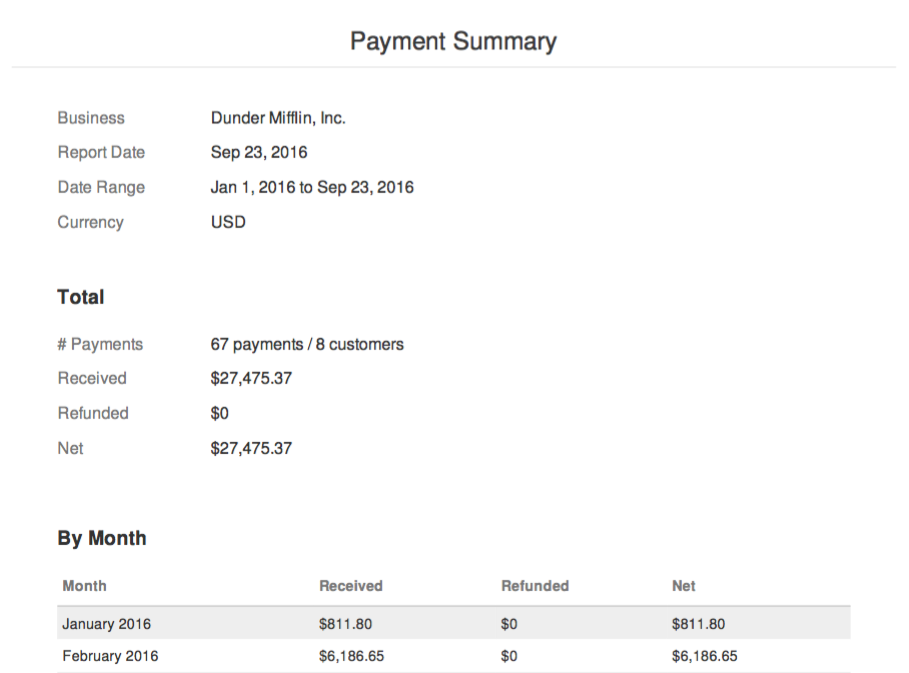 Payment Summary
Business Dunder Mifflin, Inc.
Report Date Sep 23, 2016
Date Range Jan 1, 2016 to Sep 23, 2016
Currency USD
Total
# Payments 67 payments / 8 customers
Received $27,475.37
Refunded $0
Net $27,475.37
By Month
Month Received Refunded Net
January 2016 $811.80 $0 $811.80
February 2016 $6,186.65 $0 $6,186.65